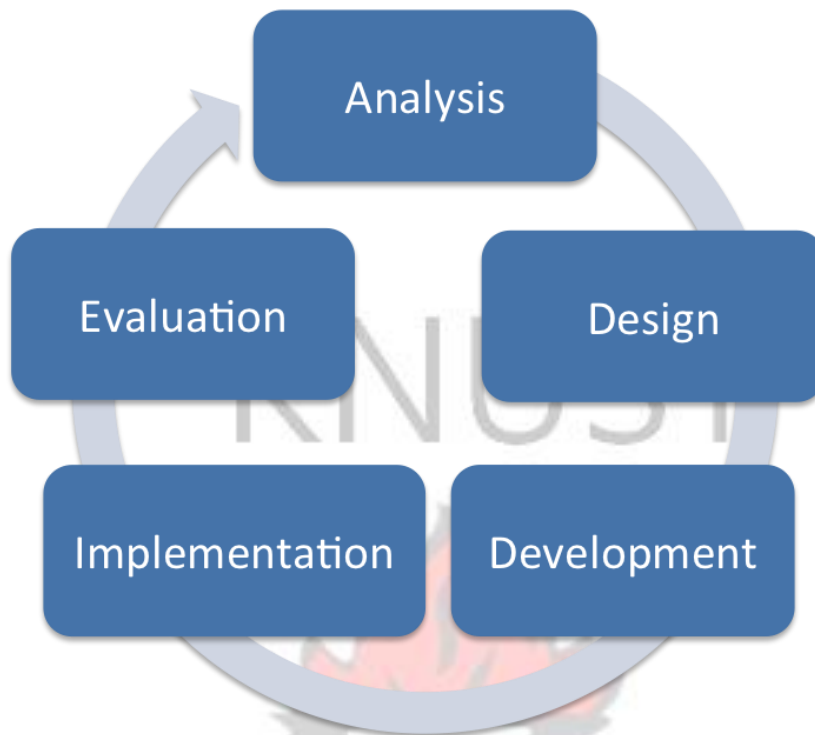 Analysis
Design
Development
Implementation
Evaluation
KNUST